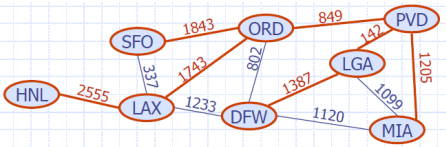 PVD
ORD
849
1843
142
SFO
LGA
802
1743
1205
337
1387
HNL
2555
1099
LAX
1233
DFW
1120
MIA